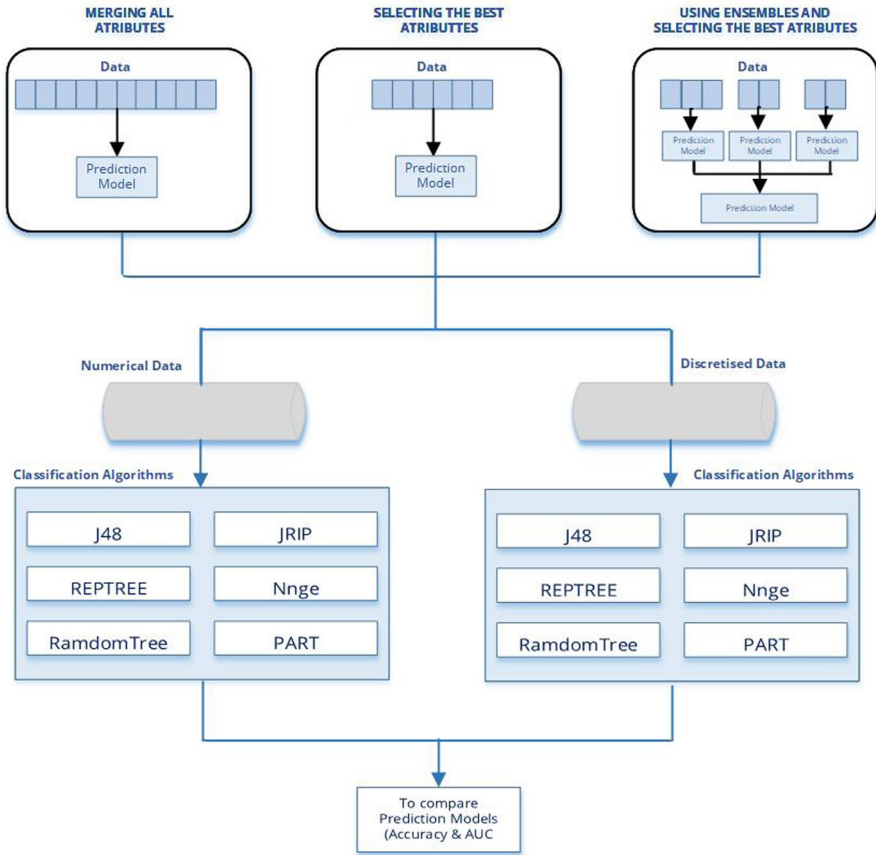 MERGING ALL
ATRIBUTES
SELECTING THE BEST
ATRIBUTTES
USING ENSEMBLES AND
SELECTING THE BEST ATRIBUTES
Data
Prediction
Model
Data
Prediction
Model
Data
Prediction
Model
Prediction
Model
Prediction
Model
Prediction Model
Numerical Data
Discretised Data
Classification Algorithms
J48
JRIP
REPTREE
Nnge
RamdomTree
PART
Classification Algorithms
J48
JRIP
REPTREE
Nnge
RamdomTree
PART
To compare
Prediction Models
(Accuracy & AUC